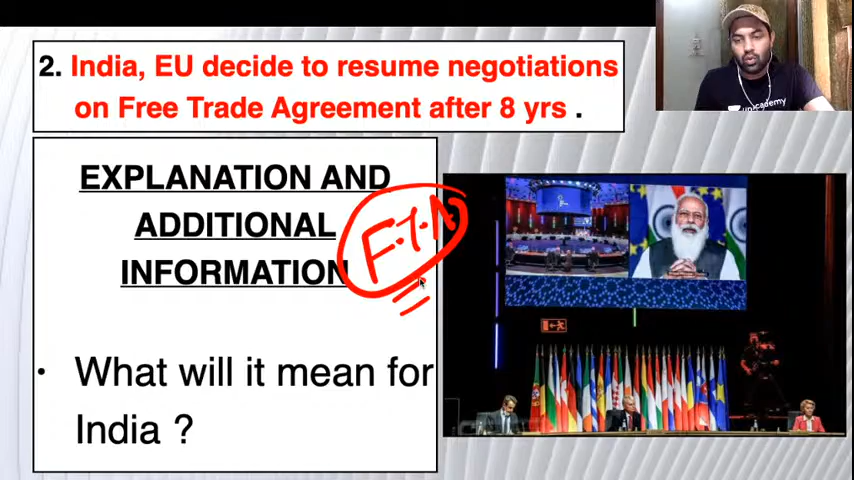 2. India, EU decide to resume negotiations
on Free Trade Agreement after 8 yrs .
EXPLANATION AND
ADDITIONAL
INFORMATION
F.T.A
• What will it mean for
India ?